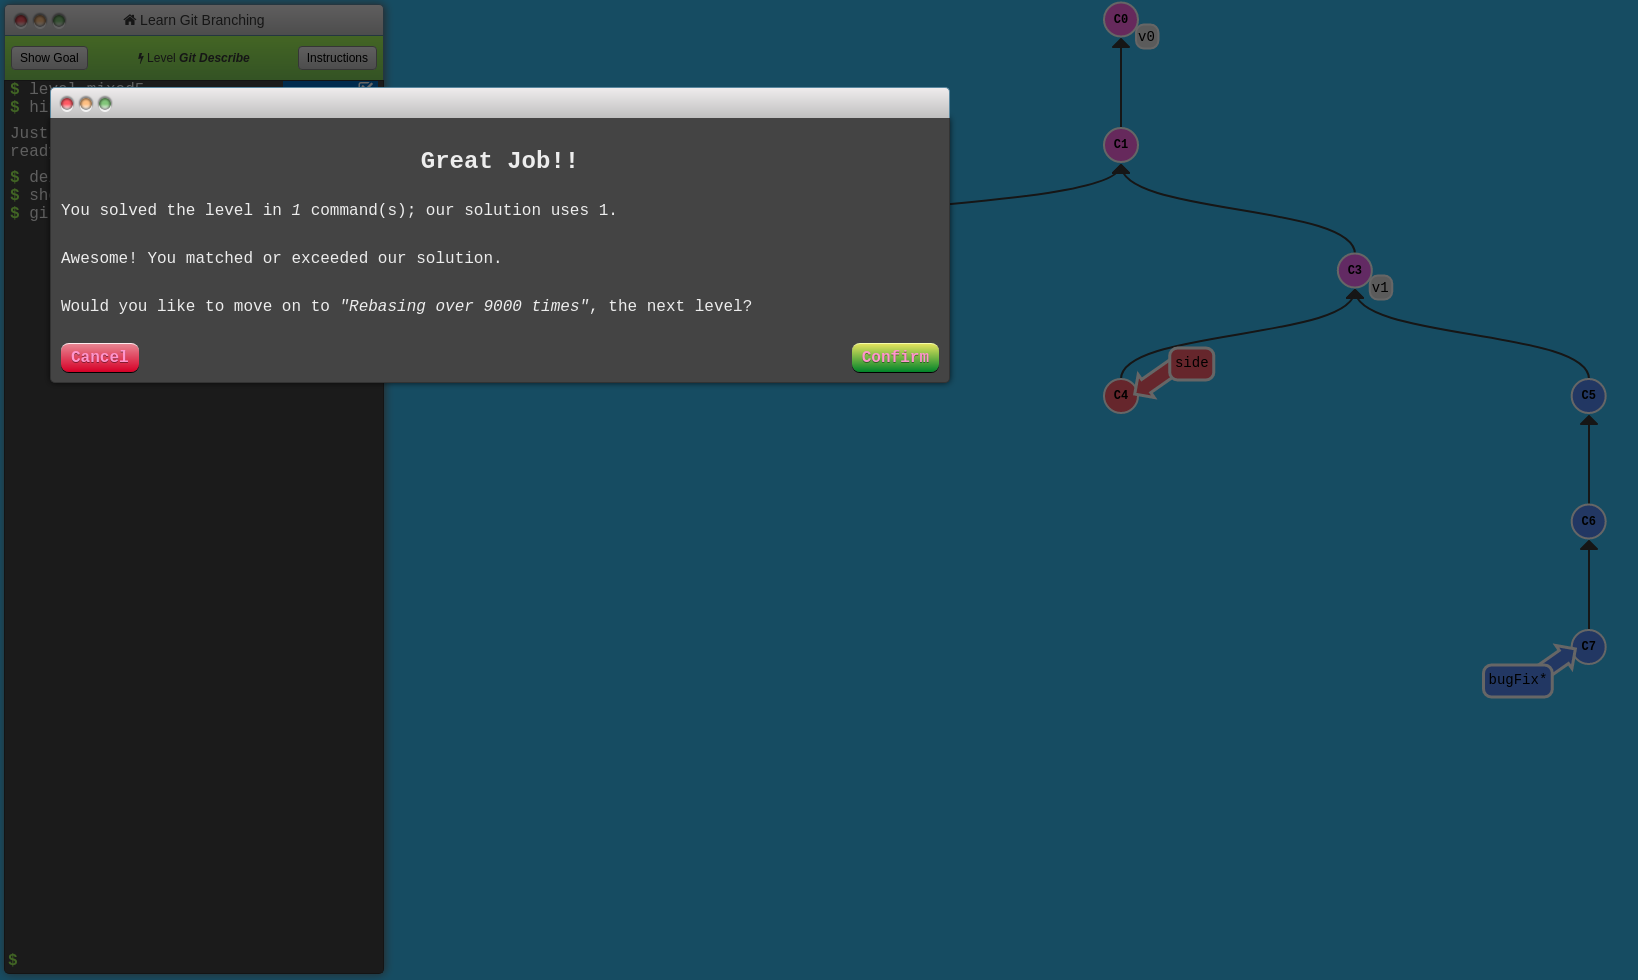 Learn Git Branching
Show Goal
Level Git Describe
Instructions
$ level mixed5
$ hi
Just
read
$ de
$ sh
$ gi
Great Job!!
You solved the level in 1 command(s); our solution uses 1.
Awesome! You matched or exceeded our solution.
Would you like to move on to "Rebasing over 9000 times", the next level?
Cancel
Confirm
$
C0
v0
C1
C3
v1
side
C4
C5
C6
C7
bugFix*